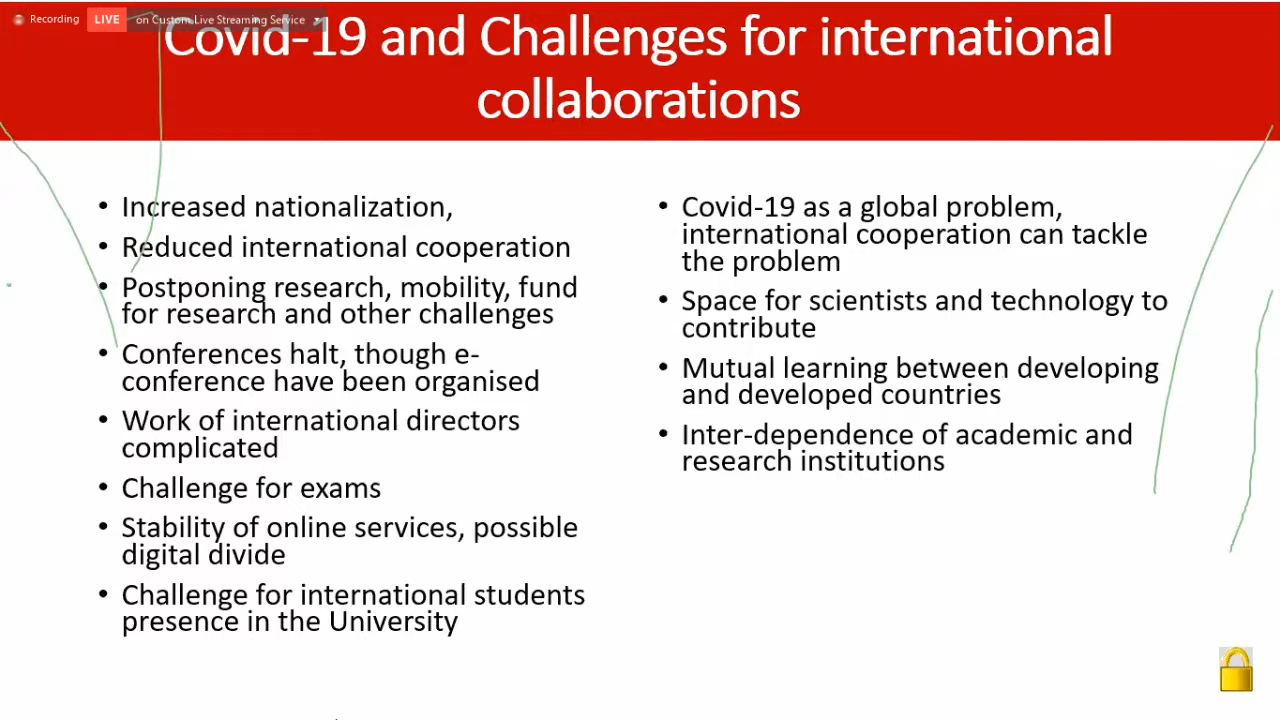 Recording LIVE on Custom Live Streaming Service
Covid-19 and Challenges for international
collaborations
• Increased nationalization,
• Reduced international cooperation
• Postponing research, mobility, fund
for research and other challenges
• Conferences halt, though e-
conference have been organised
• Work of international directors
complicated
• Challenge for exams
• Stability of online services, possible
digital divide
• Challenge for international students
presence in the University
• Covid-19 as a global problem,
international cooperation can tackle
the problem
• Space for scientists and technology to
contribute
• Mutual learning between developing
and developed countries
• Inter-dependence of academic and
research institutions